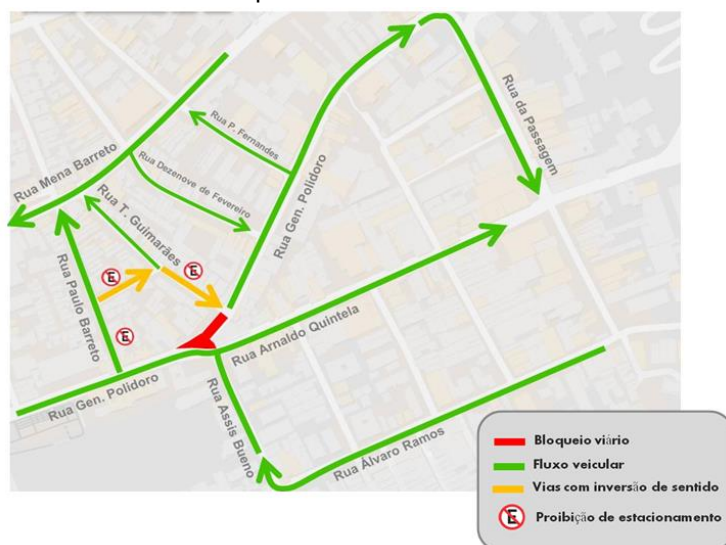 Rua da Passagem
Rua P. Fernandes
Rua Mena Barreto
Rua Dezenove de Fevereiro
Rua T. Guimarães
Rua Gen. Polidoro
Rua Paulo Barreto
E
E
E
Rua Arnaldo Quintela
Rua Gen. Polidoro
Rua Assis Bueno
Rua Álvaro Ramos
Bloqueio viário
Fluxo veicular
Vias com inversão de sentido
E Proibição de estacionamento